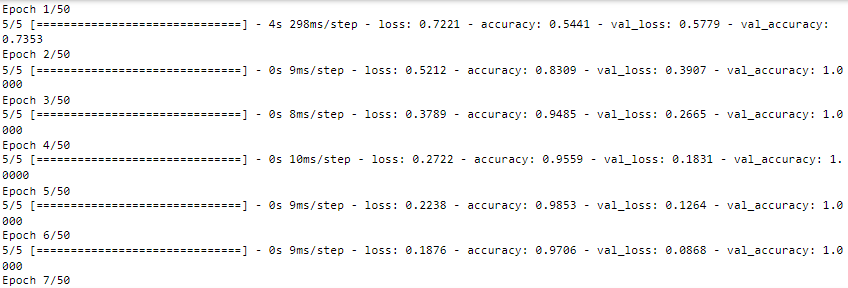 Epoch 1/50
5/5 [==============================] - 4s 298ms/step - loss: 0.7221 - accuracy: 0.5441 - val_loss: 0.5779 - val_accuracy:
0.7353
Epoch 2/50
5/5 [==============================] - 0s 9ms/step - loss: 0.5212 - accuracy: 0.8309 - val_loss: 0.3907 - val_accuracy: 1.0
000
Epoch 3/50
5/5 [==============================] - 0s 8ms/step - loss: 0.3789 - accuracy: 0.9485 - val_loss: 0.2665 - val_accuracy: 1.0
000
Epoch 4/50
5/5 [==============================] - 0s 10ms/step - loss: 0.2722 - accuracy: 0.9559 - val_loss: 0.1831 - val_accuracy: 1.
0000
Epoch 5/50
5/5 [==============================] - 0s 9ms/step - loss: 0.2238 - accuracy: 0.9853 - val_loss: 0.1264 - val_accuracy: 1.0
000
Epoch 6/50
5/5 [==============================] - 0s 9ms/step - loss: 0.1876 - accuracy: 0.9706 - val_loss: 0.0868 - val_accuracy: 1.0
000
Epoch 7/50